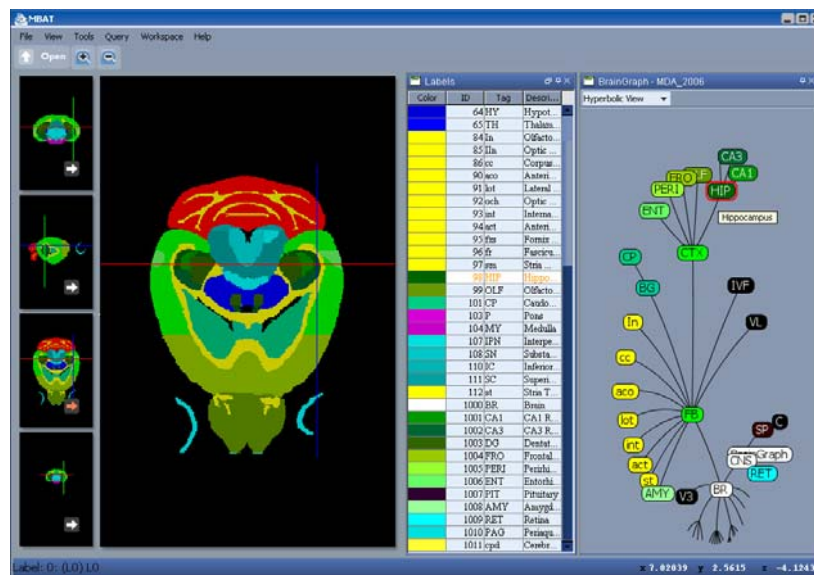 MBAT
File View Tools Query Workspace Help
Open
Labels
Color ID Tag Descri...
64 HY Hypot...
65 TH Thalam...
84 In Olfacto...
85 IIn Optic ...
86 cc Corpus...
90 aco Anteri...
91 lot Lateral ...
92 och Optic ...
93 int Interna...
94 act Anteri...
95 fnx Fornix ...
96 fr Fascicu...
97 sm Stria ...
98 HIP Hippo...
99 OLF Olfacto...
101 CP Caudo...
103 P Pons
104 MY Medulla
107 IPN Interpe...
108 SN Substa...
110 IC Inferior...
111 SC Superi...
112 st Stria T...
1000 BR Brain
1001 CA1 CA1 R...
1002 CA3 CA3 R...
1003 DG Dentat...
1004 FRO Frontal...
1005 PERI Perirhi...
1006 ENT Entorhi...
1007 PIT Pituitary
1008 AMY Amygd...
1009 RET Retina
1010 PAG Periaqu...
1011 cpd Cerebr...
BrainGraph - MDA_2006
Hyperbolic View
CA3
CA1
FRO
PERI
HIP
ENT
Hippocampus
CTX
CP
BG
IVF
VL
In
cc
aco
lot
FB
int
act
st
SP
C
CNS
RET
AMY
V3
BR
Label: 0: (L0) L0
x 7.02039 y 2.5615 z -4.1243